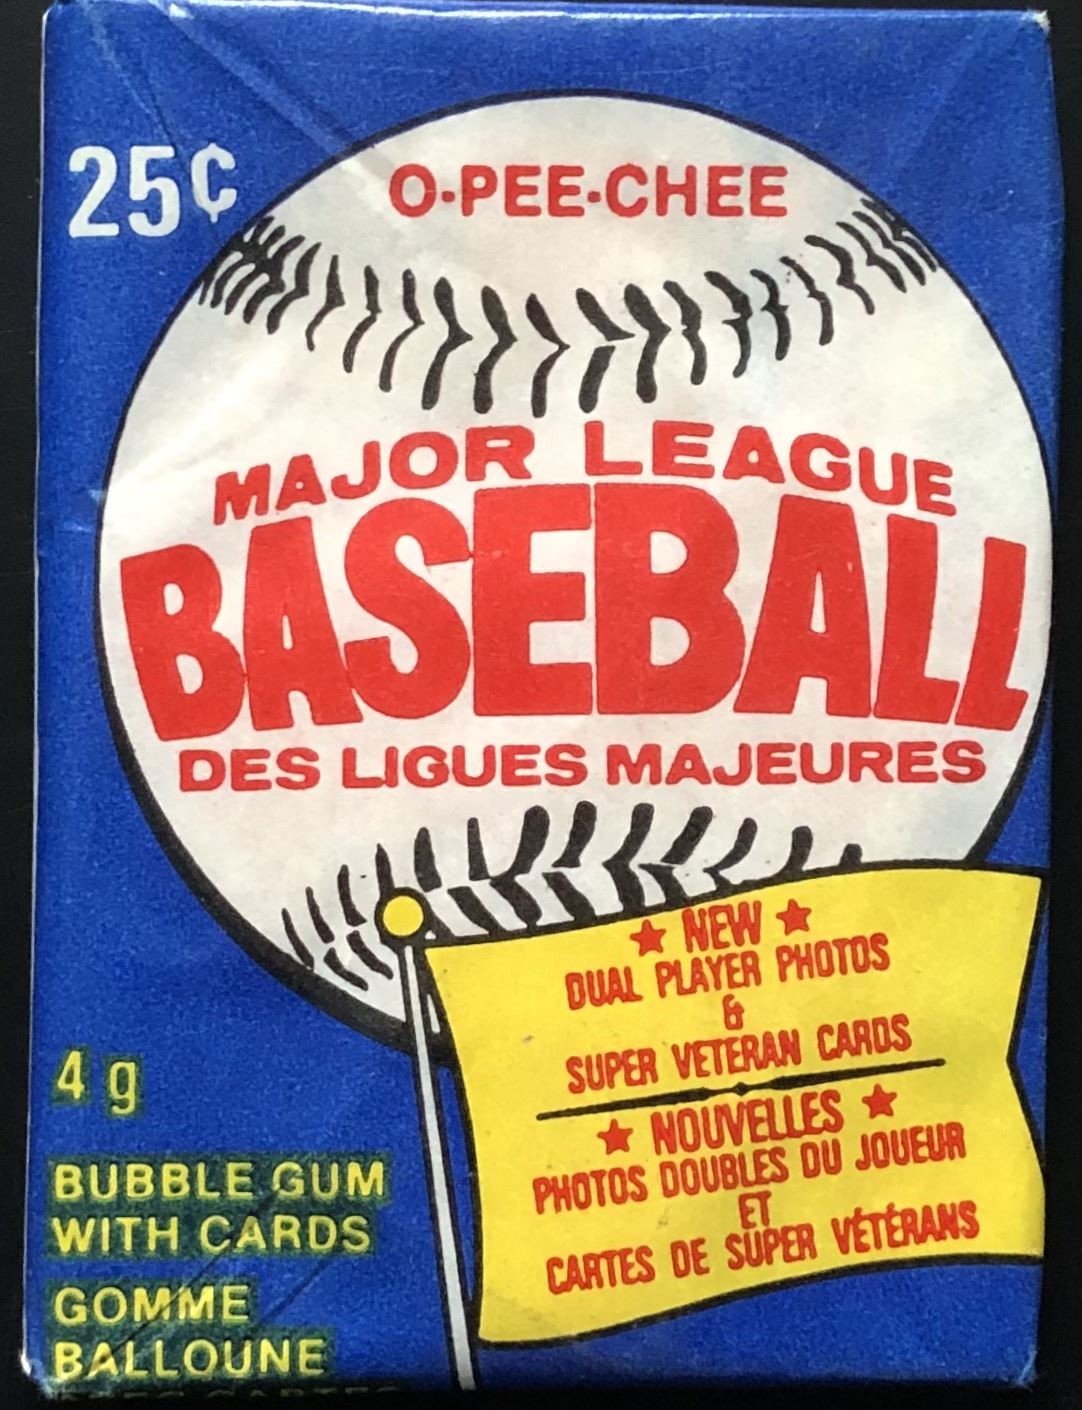 25¢
O-PEE-CHEE
MAJOR LEAGUE
BASEBALL
DES LIGUES MAJEURES
★ NEW ★
DUAL PLAYER PHOTOS
&
SUPER VETERAN CARDS
★ NOUVELLES ★
PHOTOS DOUBLES DU JOUEUR
ET
CARTES DE SUPER VÉTÉRANS
4 g
BUBBLE GUM
WITH CARDS
GOMME
BALLOUNE